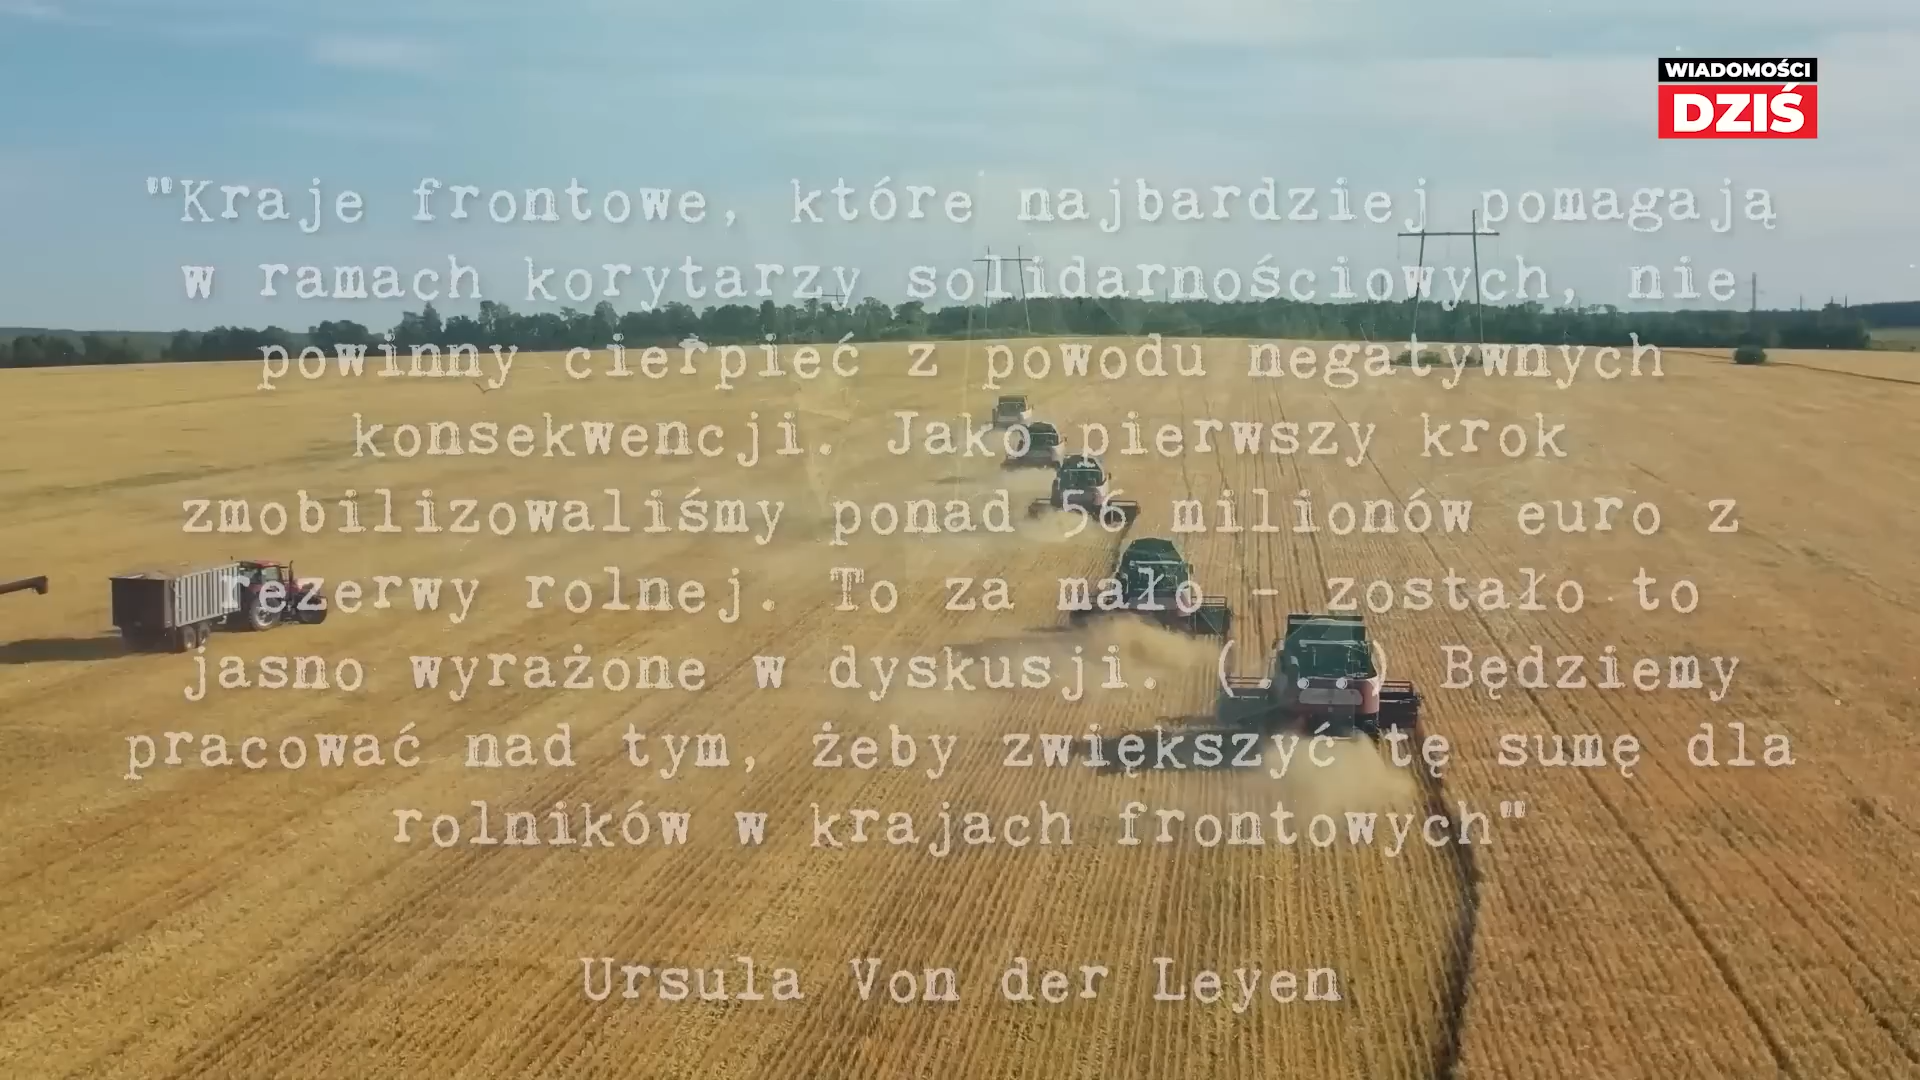 WIADOMOŚCI
DZIŚ
"Kraje frontowe, które najbardziej pomagają
w ramach korytarzy solidarnościowych, nie
powinny cierpieć z powodu negatywnych
konsekwencji. Jako pierwszy krok
zmobilizowaliśmy ponad 56 milionów euro z
rezerwy rolnej. To za mało - zostało to
jasno wyrażone w dyskusji. (...) Będziemy
pracować nad tym, żeby zwiększyć tę sumę dla
rolników w krajach frontowych"
Ursula Von der Leyen